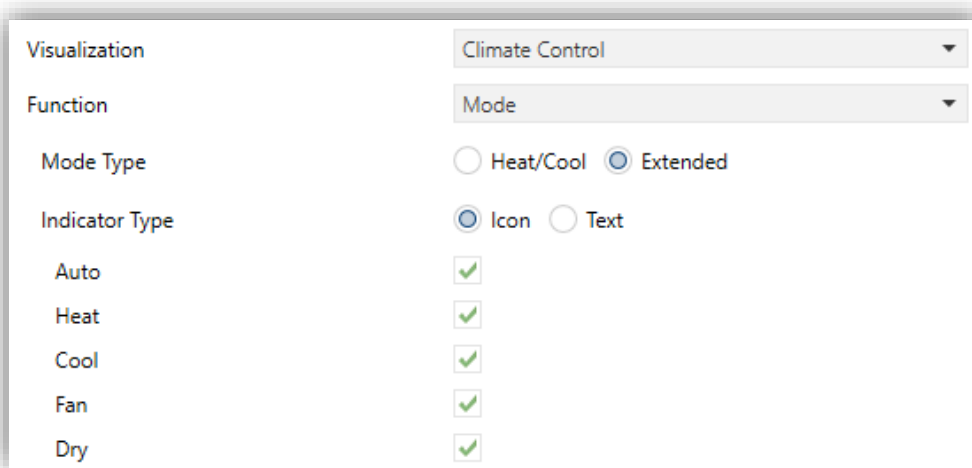 Visualization Climate Control
Function Mode
Mode Type Heat/Cool Extended
Indicator Type Icon Text
Auto
Heat
Cool
Fan
Dry